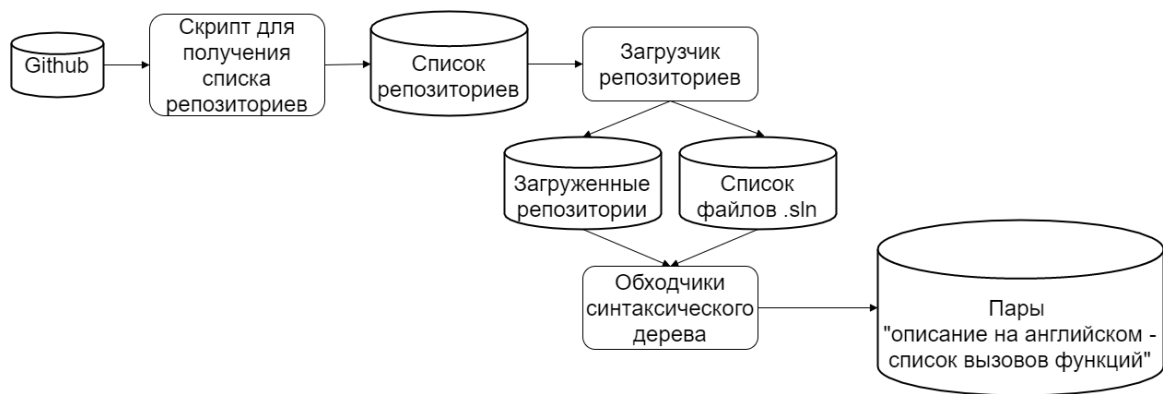 Github
Скрипт для
получения
списка
репозиториев
Список
репозиториев
Загрузчик
репозиториев
Загруженные
репозитории
Список
файлов .sln
Обходчики
синтаксического
дерева
Пары
"описание на английском -
список вызовов функций"